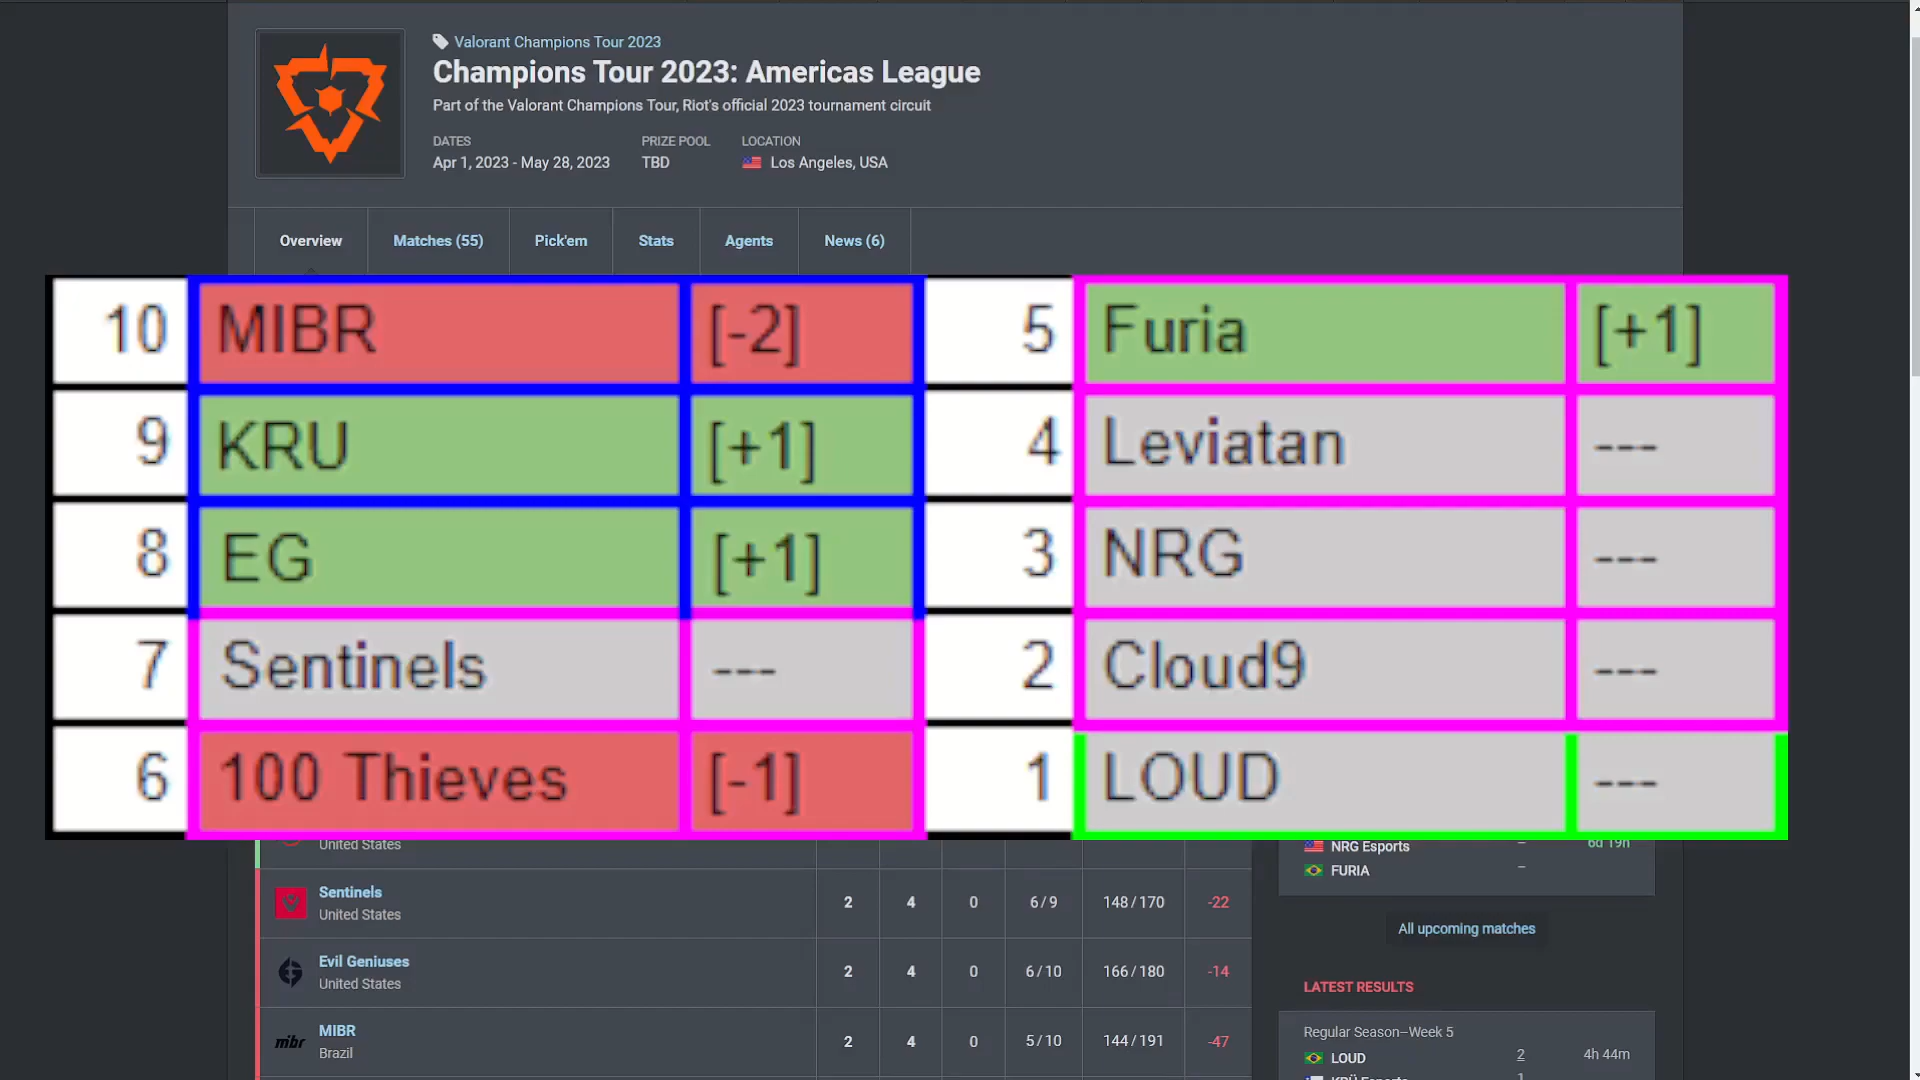 Valorant Champions Tour 2023
Champions Tour 2023: Americas League
Part of the Valorant Champions Tour, Riot's official 2023 tournament circuit
DATES PRIZE POOL LOCATION
Apr 1, 2023 - May 28, 2023 TBD Los Angeles, USA
Overview Matches (55) Pick'em Stats Agents News (6)
10 MIBR [-2] 5 Furia [+1]
9 KRU [+1] 4 Leviatan ---
8 EG [+1] 3 NRG ---
7 Sentinels --- 2 Cloud9 ---
6 100 Thieves [-1] 1 LOUD ---
United States
Sentinels
United States
2 4 0 6/9 148/170 -22
Evil Geniuses
United States
2 4 0 6/10 166/180 -14
MIBR
Brazil
2 4 0 5/10 144/191 -47
mibr
NRG Esports – 6d 19h
FURIA –
All upcoming matches
LATEST RESULTS
Regular Season–Week 5
LOUD 2 4h 44m
KRÜ Esports 1